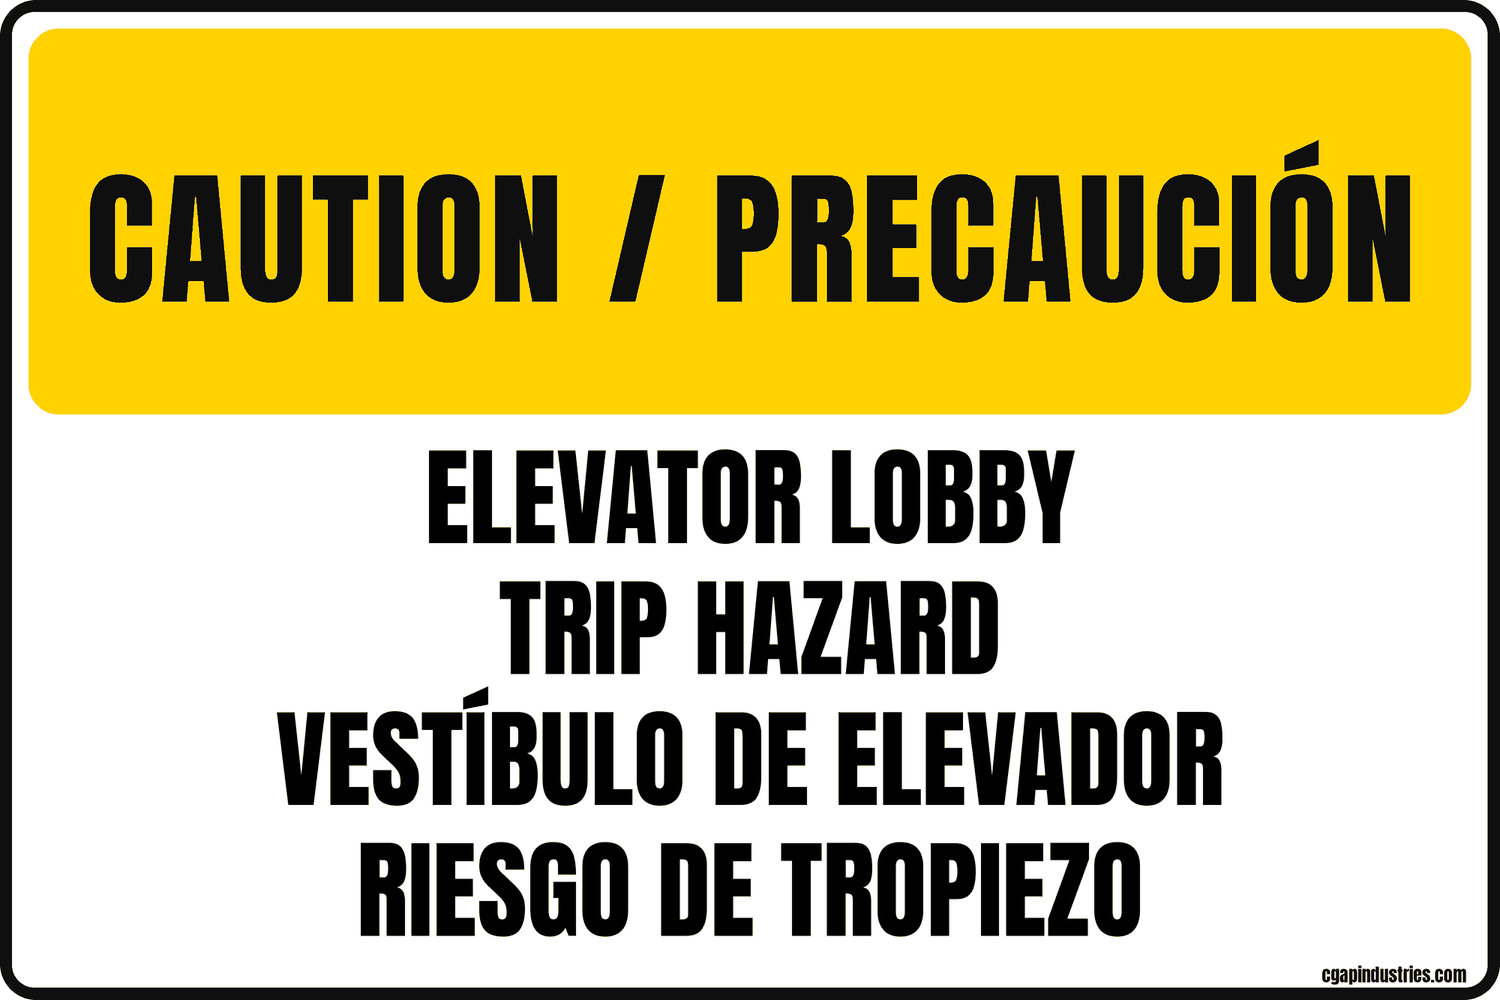 CAUTION / PRECAUCIÓN
ELEVATOR LOBBY
TRIP HAZARD
VESTÍBULO DE ELEVADOR
RIESGO DE TROPIEZO
cgapindustries.com